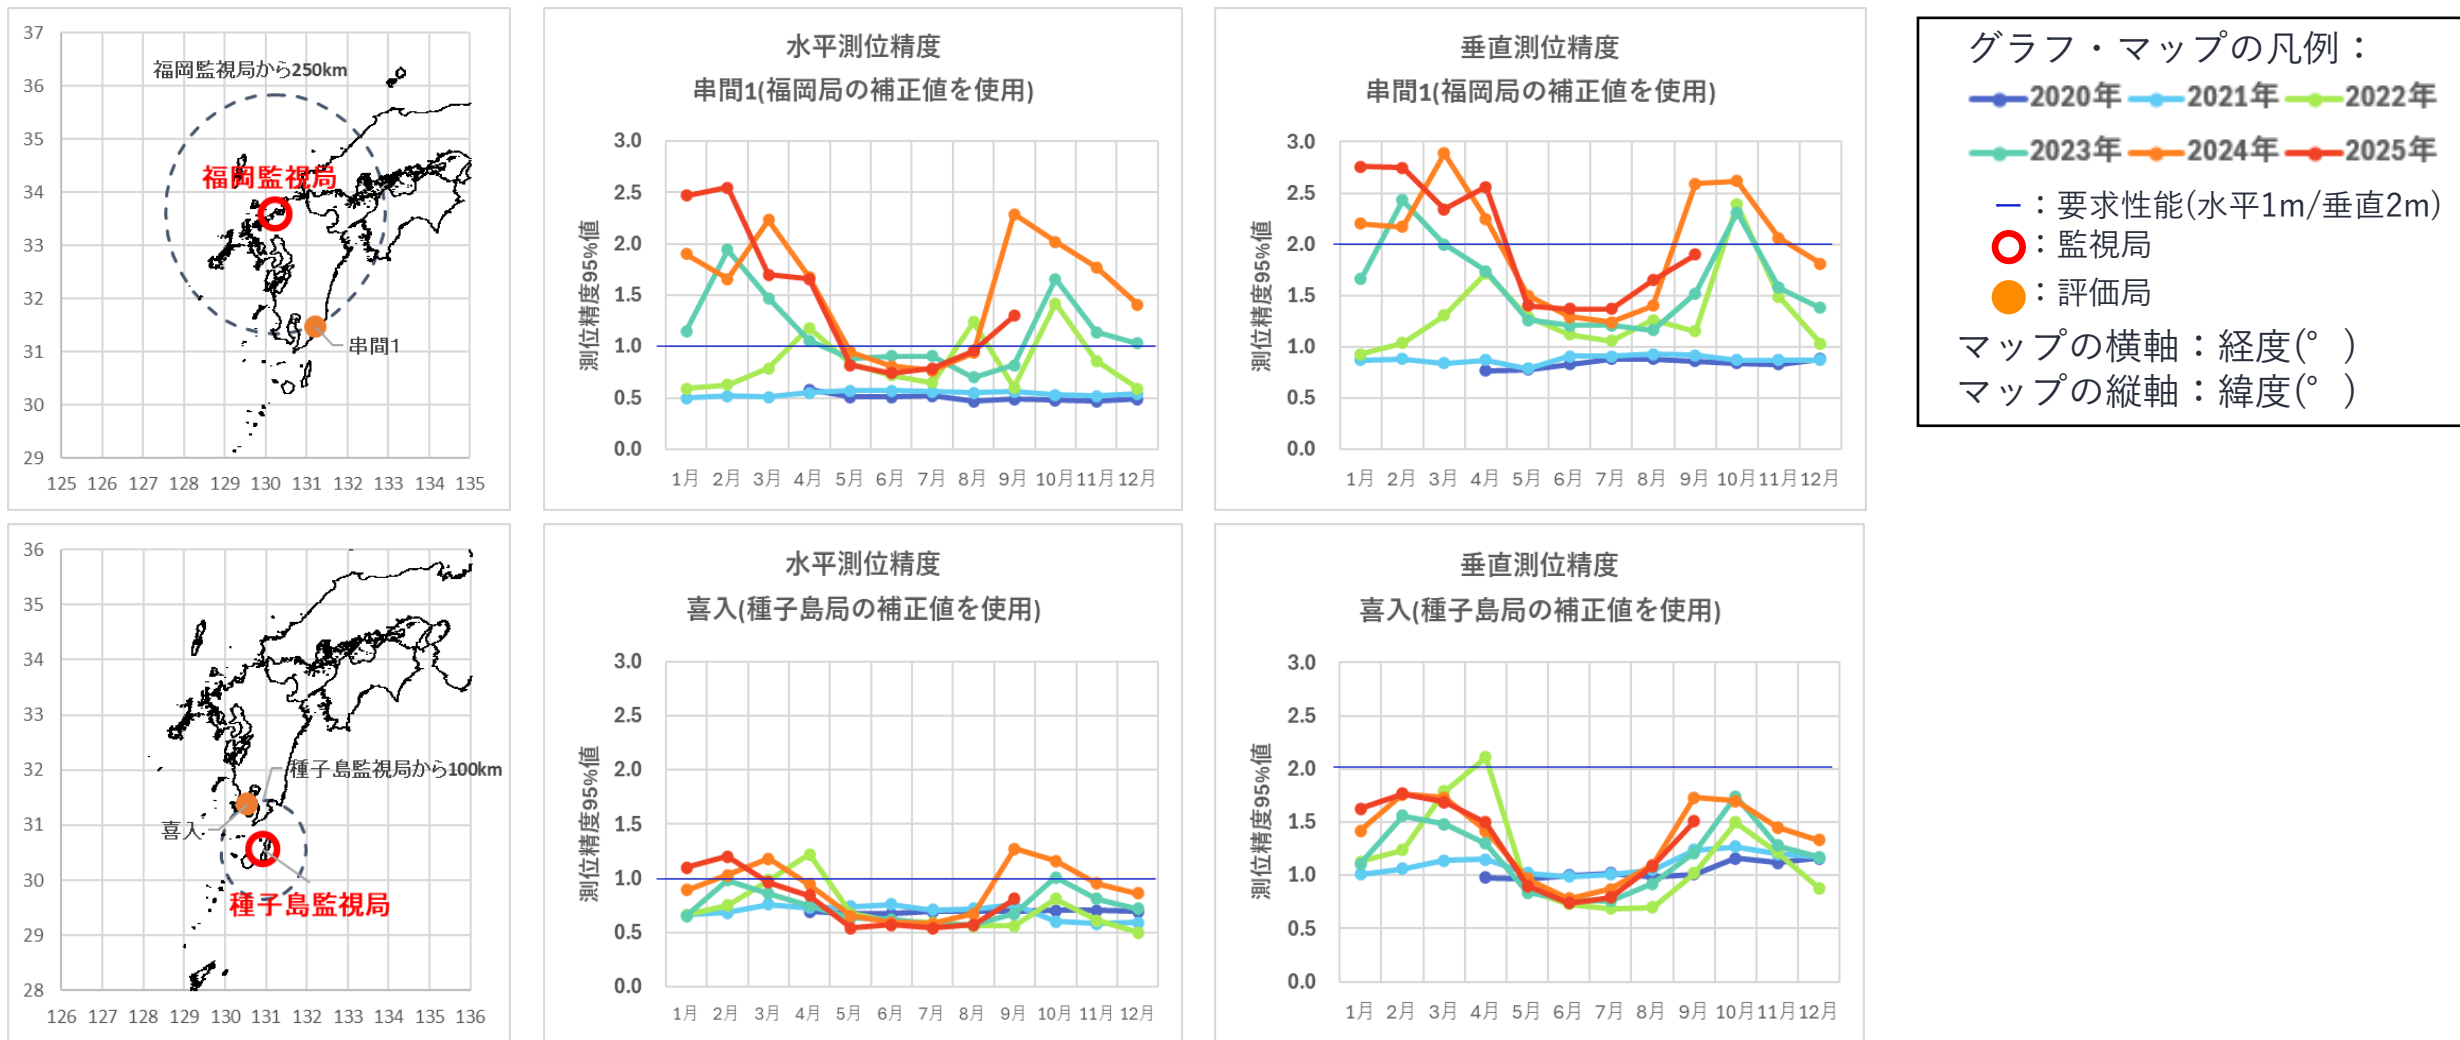 福岡監視局から250km
福岡監視局
串間1
37
36
35
34
33
32
31
30
29
125 126 127 128 129 130 131 132 133 134 135
水平測位精度
串間1(福岡局の補正値を使用)
測位精度95%値
3.0
2.5
2.0
1.5
1.0
0.5
0.0
1月 2月 3月 4月 5月 6月 7月 8月 9月 10月 11月 12月
垂直測位精度
串間1(福岡局の補正値を使用)
測位精度95%値
3.0
2.5
2.0
1.5
1.0
0.5
0.0
1月 2月 3月 4月 5月 6月 7月 8月 9月 10月 11月 12月
グラフ・マップの凡例：
2020年 2021年 2022年
2023年 2024年 2025年
：要求性能(水平1m/垂直2m)
：監視局
：評価局
マップの横軸：経度(°)
マップの縦軸：緯度(°)
36
35
34
33
32
31
30
29
28
種子島監視局から100km
喜入
種子島監視局
126 127 128 129 130 131 132 133 134 135 136
水平測位精度
喜入(種子島局の補正値を使用)
測位精度95%値
3.0
2.5
2.0
1.5
1.0
0.5
0.0
1月 2月 3月 4月 5月 6月 7月 8月 9月 10月 11月 12月
垂直測位精度
喜入(種子島局の補正値を使用)
測位精度95%値
3.0
2.5
2.0
1.5
1.0
0.5
0.0
1月 2月 3月 4月 5月 6月 7月 8月 9月 10月 11月 12月